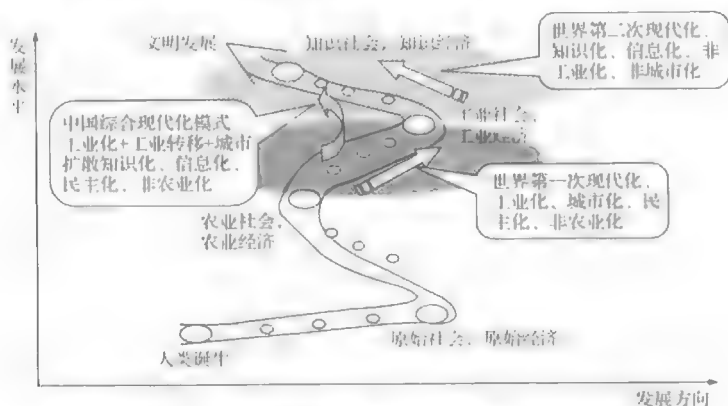 发展水平
文明发展
知识社会，知识经济
世界第二次现代化、
知识化、信息化、非
工业化、非城市化
中国综合现代化模式
工业化+工业转移+城市
扩散知识化、信息化、
民主化、非农业化
工业社会，
工业经济
世界第一次现代化、
工业化、城市化、民
主化、非农业化
农业社会，
农业经济
原始社会，原始经济
人类诞生
发展方向